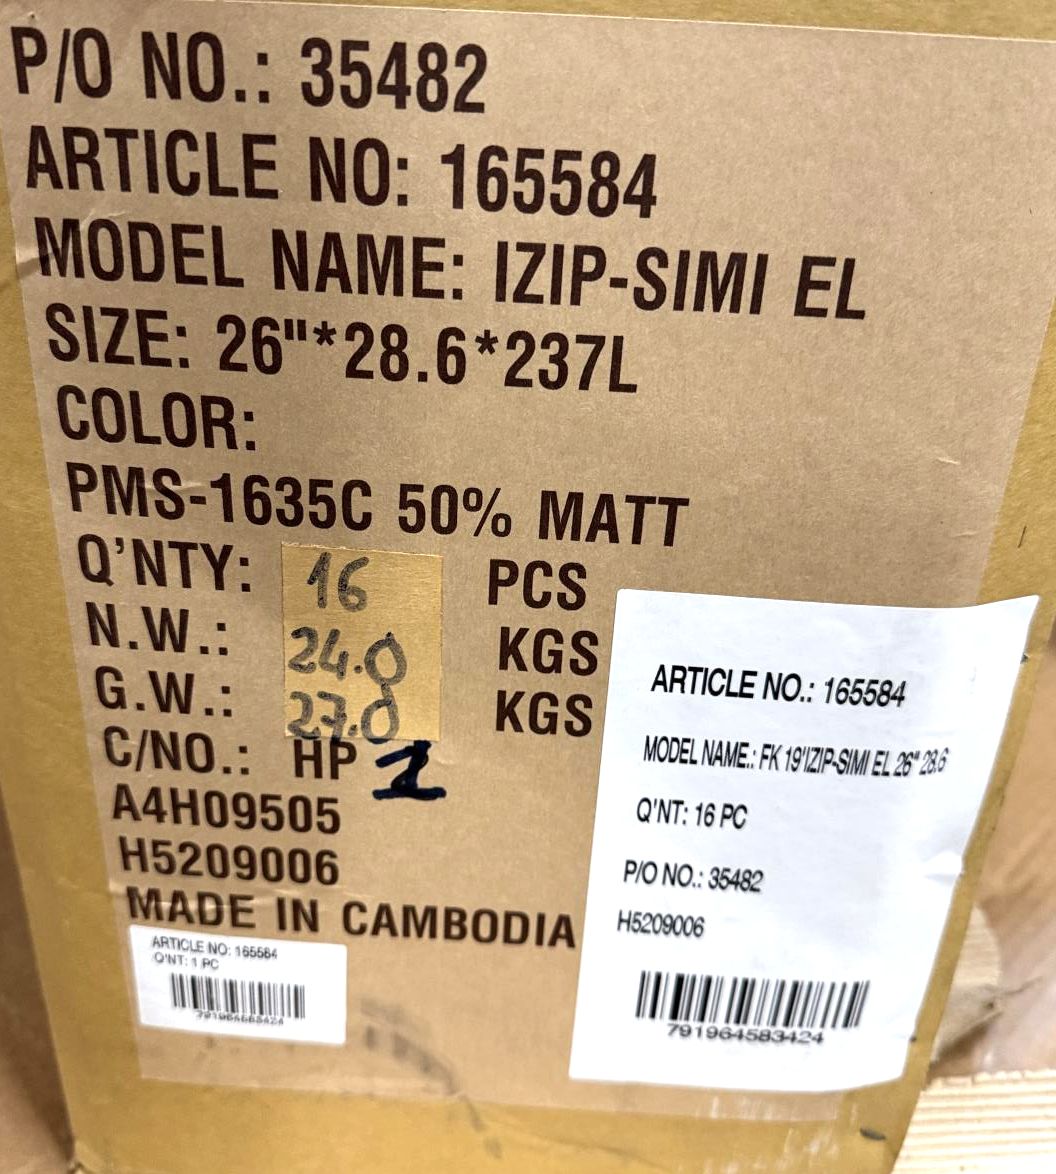 P/O NO.: 35482
ARTICLE NO: 165584
MODEL NAME: IZIP-SIMI EL
SIZE: 26"*28.6*237L
COLOR:
PMS-1635C 50% MATT
Q'NTY: 16 PCS
N.W.: 24.0 KGS
G.W.: 27.0 KGS
C/NO.: HP 1
A4H09505
H5209006
MADE IN CAMBODIA
ARTICLE NO: 165584
Q'NT: 1 PC
791964583424
ARTICLE NO.: 165584
MODEL NAME.: FK 19"IZIP-SIMI EL 26" 28.6
Q'NT: 16 PC
P/O NO.: 35482
H5209006
791964583424